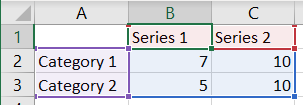 A B C
1 Series 1 Series 2
2 Category 1 7 10
3 Category 2 5 10